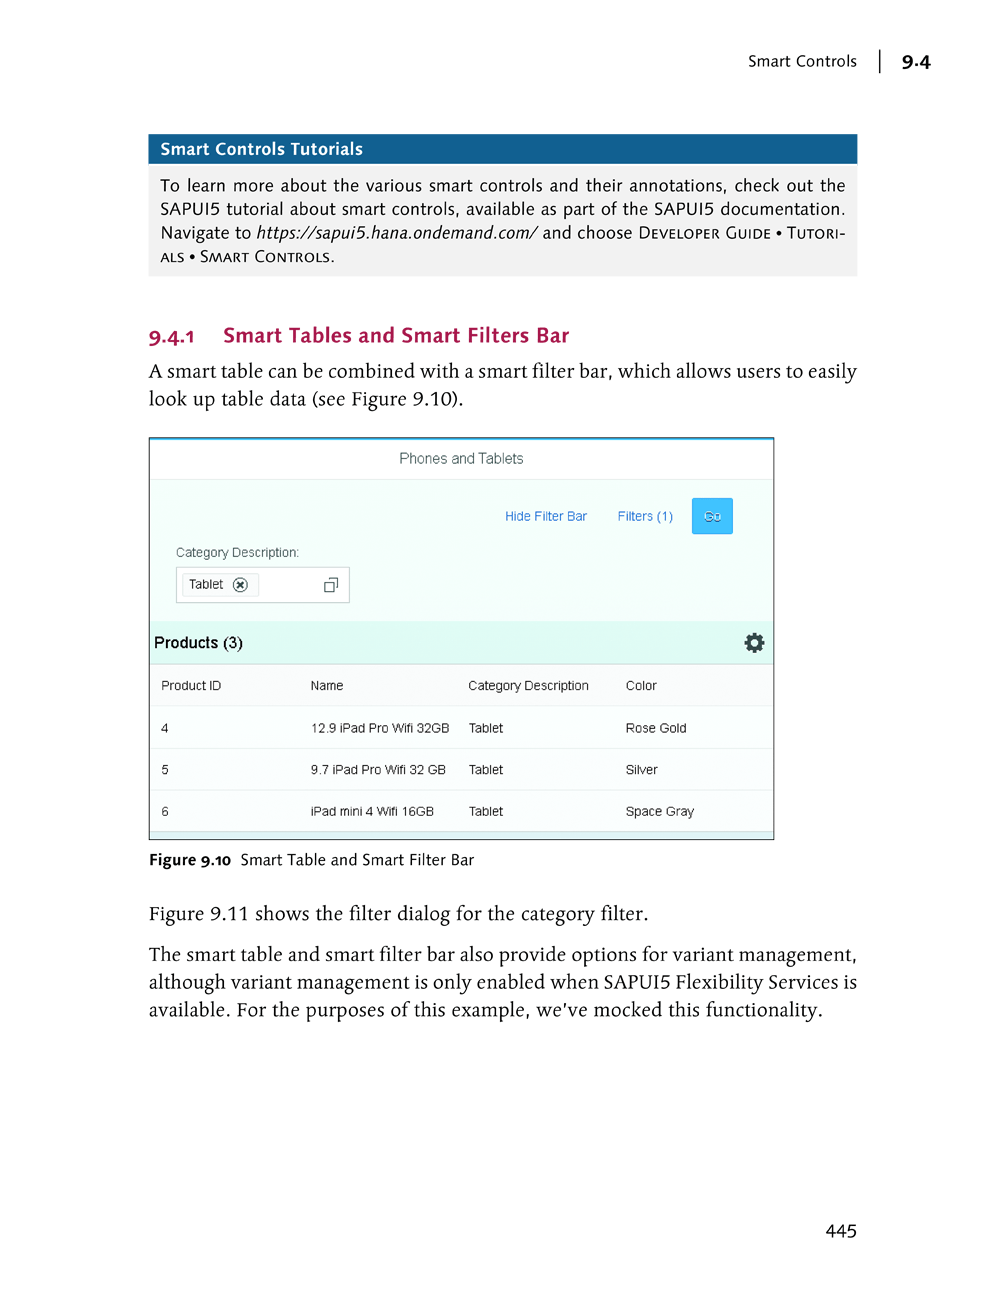 Smart Controls | 9.4
Smart Controls Tutorials
To learn more about the various smart controls and their annotations, check out the
SAPUI5 tutorial about smart controls, available as part of the SAPUI5 documentation.
Navigate to https://sapui5.hana.ondemand.com/ and choose DEVELOPER GUIDE • TUTORI-
ALS • SMART CONTROLS.
9.4.1 Smart Tables and Smart Filters Bar
A smart table can be combined with a smart filter bar, which allows users to easily
look up table data (see Figure 9.10).
Phones and Tablets
Hide Filter Bar Filters (1) Go
Category Description:
Tablet
Products (3)
Product ID Name Category Description Color
4 12.9 iPad Pro Wifi 32GB Tablet Rose Gold
5 9.7 iPad Pro Wifi 32 GB Tablet Silver
6 iPad mini 4 Wifi 16GB Tablet Space Gray
Figure 9.10 Smart Table and Smart Filter Bar
Figure 9.11 shows the filter dialog for the category filter.
The smart table and smart filter bar also provide options for variant management,
although variant management is only enabled when SAPUI5 Flexibility Services is
available. For the purposes of this example, we've mocked this functionality.
445